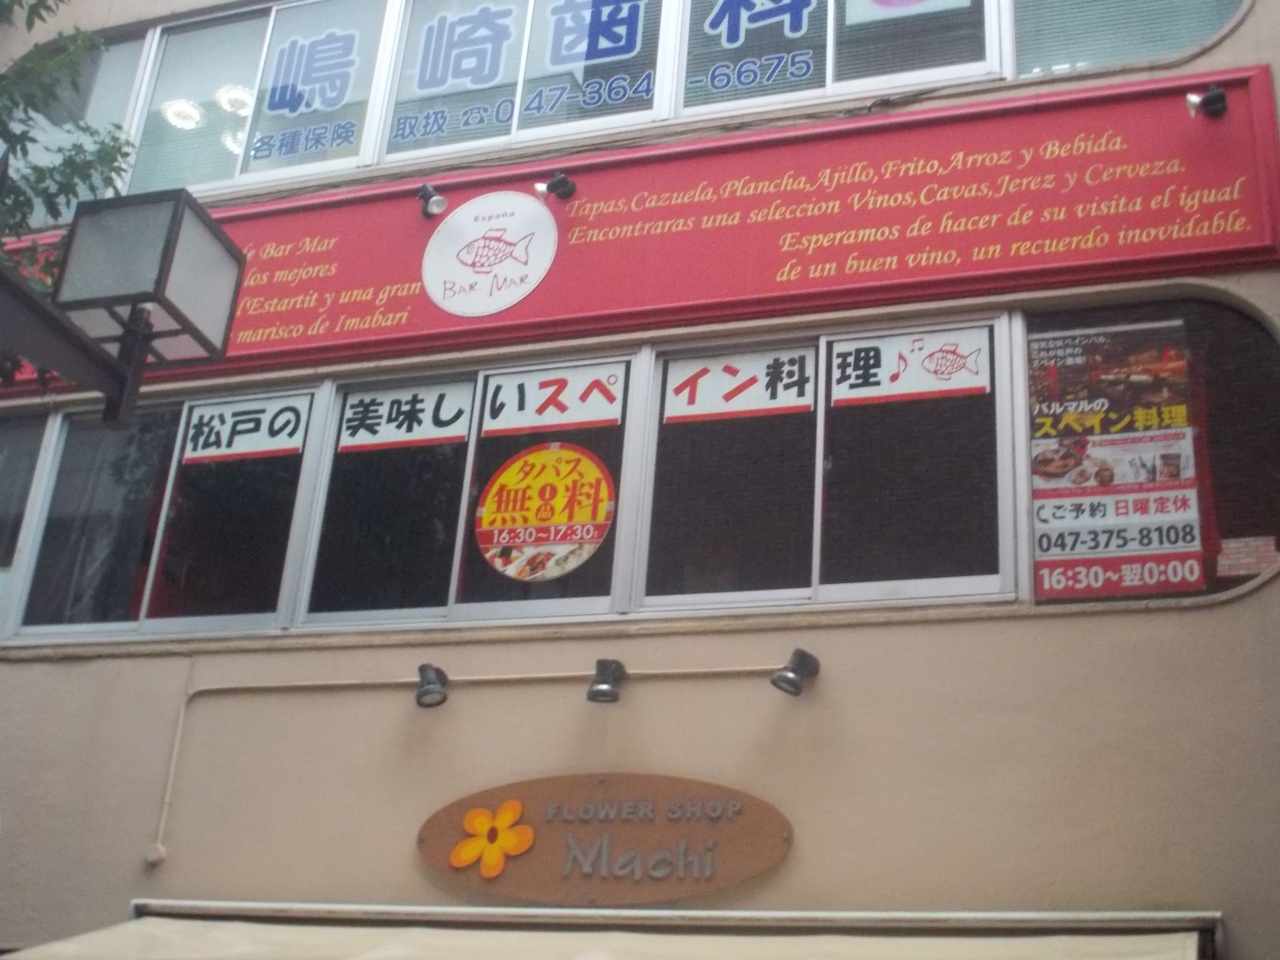 嶋崎歯科
各種保険取扱 ☎047-364-6675
e Bar Mar
los mejores
l'Estartit y una gran
marisco de Imabari
España
BAR MAR
Tapas,Cazuela,Plancha,Ajillo,Frito,Arroz y Bebida.
Encontraras una seleccion Vinos,Cavas,Jerez y Cerveza.
Esperamos de hacer de su visita el igual
de un buen vino, un recuerdo inovidable.
松戸の美味しいスペイン料理♪
タパス
無1品料
16:30~17:30
バルマルの
スペイン料理
ご予約 日曜定休
047-375-8108
16:30~翌0:00
FLOWER SHOP
Machi